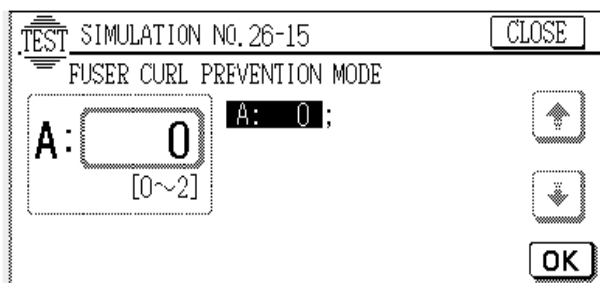 TEST SIMULATION NO. 26-15 CLOSE
FUSER CURL PREVENTION MODE
A: 0 A: 0 ;
[0~2]
OK